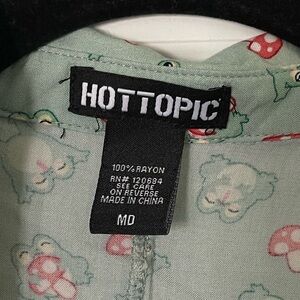 HOTTOPIC
100% RAYON
RN# 120684
SEE CARE
ON REVERSE
MADE IN CHINA
MD